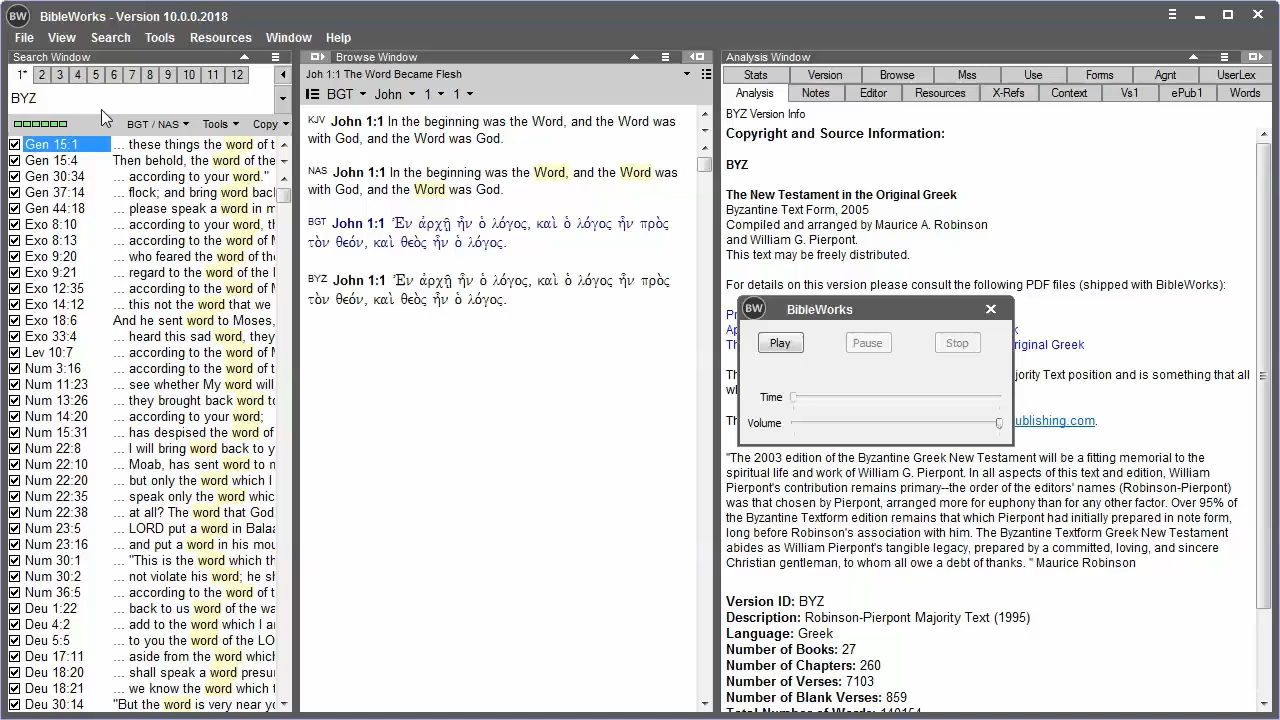 BW BibleWorks - Version 10.0.0.2018
File View Search Tools Resources Window Help
Search Window
1* 2 3 4 5 6 7 8 9 10 11 12
BYZ
BGT / NAS Tools Copy
Gen 15:1 ... these things the word of t
Gen 15:4 Then behold, the word of the
Gen 30:34 ... according to your word."
Gen 37:14 ... flock; and bring word back
Gen 44:18 ... please speak a word in m
Exo 8:10 ... according to your word, th
Exo 8:13 ... according to the word of M
Exo 9:20 ... who feared the word of the
Exo 9:21 ... regard to the word of the l
Exo 12:35 ... according to the word of M
Exo 14:12 ... this not the word that we
Exo 18:6 And he sent word to Moses,
Exo 33:4 ... heard this sad word, they
Lev 10:7 ... according to the word of M
Num 3:16 ... according to the word of
Num 11:23 ... see whether My word will
Num 13:26 ... they brought back word to
Num 14:20 ... according to your word;
Num 15:31 ... has despised the word of
Num 22:8 ... I will bring word back to y
Num 22:10 ... Moab, has sent word to m
Num 22:20 ... but only the word which I
Num 22:35 ... speak only the word whic
Num 22:38 ... at all? The word that God
Num 23:5 ... LORD put a word in Balaa
Num 23:16 ... and put a word in his mou
Num 30:1 ... "This is the word which th
Num 30:2 ... not violate his word; he sh
Num 36:5 ... according to the word of
Deu 1:22 ... back to us word of the wa
Deu 4:2 ... add to the word which I ar
Deu 5:5 ... to you the word of the LO
Deu 17:11 ... aside from the word which
Deu 18:20 ... shall speak a word presum
Deu 18:21 ... we know the word which t
Deu 30:14 "But the word is very near yo
Browse Window
Joh 1:1 The Word Became Flesh
BGT John 1 1
KJV John 1:1 In the beginning was the Word, and the Word was
with God, and the Word was God.
NAS John 1:1 In the beginning was the Word, and the Word was
with God, and the Word was God.
BGT John 1:1 Ἐν ἀρχῇ ἦν ὁ λόγος, καὶ ὁ λόγος ἦν πρὸς
τὸν θεόν, καὶ θεὸς ἦν ὁ λόγος.
BYZ John 1:1 Ἐν ἀρχῇ ἦν ὁ λόγος, καὶ ὁ λόγος ἦν πρὸς
τὸν θεόν, καὶ θεὸς ἦν ὁ λόγος.
Analysis Window
Stats Version Browse Mss Use Forms Agnt UserLex
Analysis Notes Editor Resources X-Refs Context Vs1 ePub1 Words
BYZ Version Info
Copyright and Source Information:
BYZ
The New Testament in the Original Greek
Byzantine Text Form, 2005
Compiled and arranged by Maurice A. Robinson
and William G. Pierpont.
This text may be freely distributed.
For details on this version please consult the following PDF files (shipped with BibleWorks):
riginal Greek
jority Text position and is something that all
ublishing.com.
BW BibleWorks
Play Pause Stop
Time
Volume
"The 2003 edition of the Byzantine Greek New Testament will be a fitting memorial to the
spiritual life and work of William G. Pierpont. In all aspects of this text and edition, William
Pierpont's contribution remains primary--the order of the editors' names (Robinson-Pierpont)
was that chosen by Pierpont, arranged more for euphony than for any other factor. Over 95% of
the Byzantine Textform edition remains that which Pierpont had initially prepared in note form,
long before Robinson's association with him. The Byzantine Textform Greek New Testament
abides as William Pierpont's tangible legacy, prepared by a committed, loving, and sincere
Christian gentleman, to whom all owe a debt of thanks. " Maurice Robinson
Version ID: BYZ
Description: Robinson-Pierpont Majority Text (1995)
Language: Greek
Number of Books: 27
Number of Chapters: 260
Number of Verses: 7103
Number of Blank Verses: 859
Total Number of Words: 140154